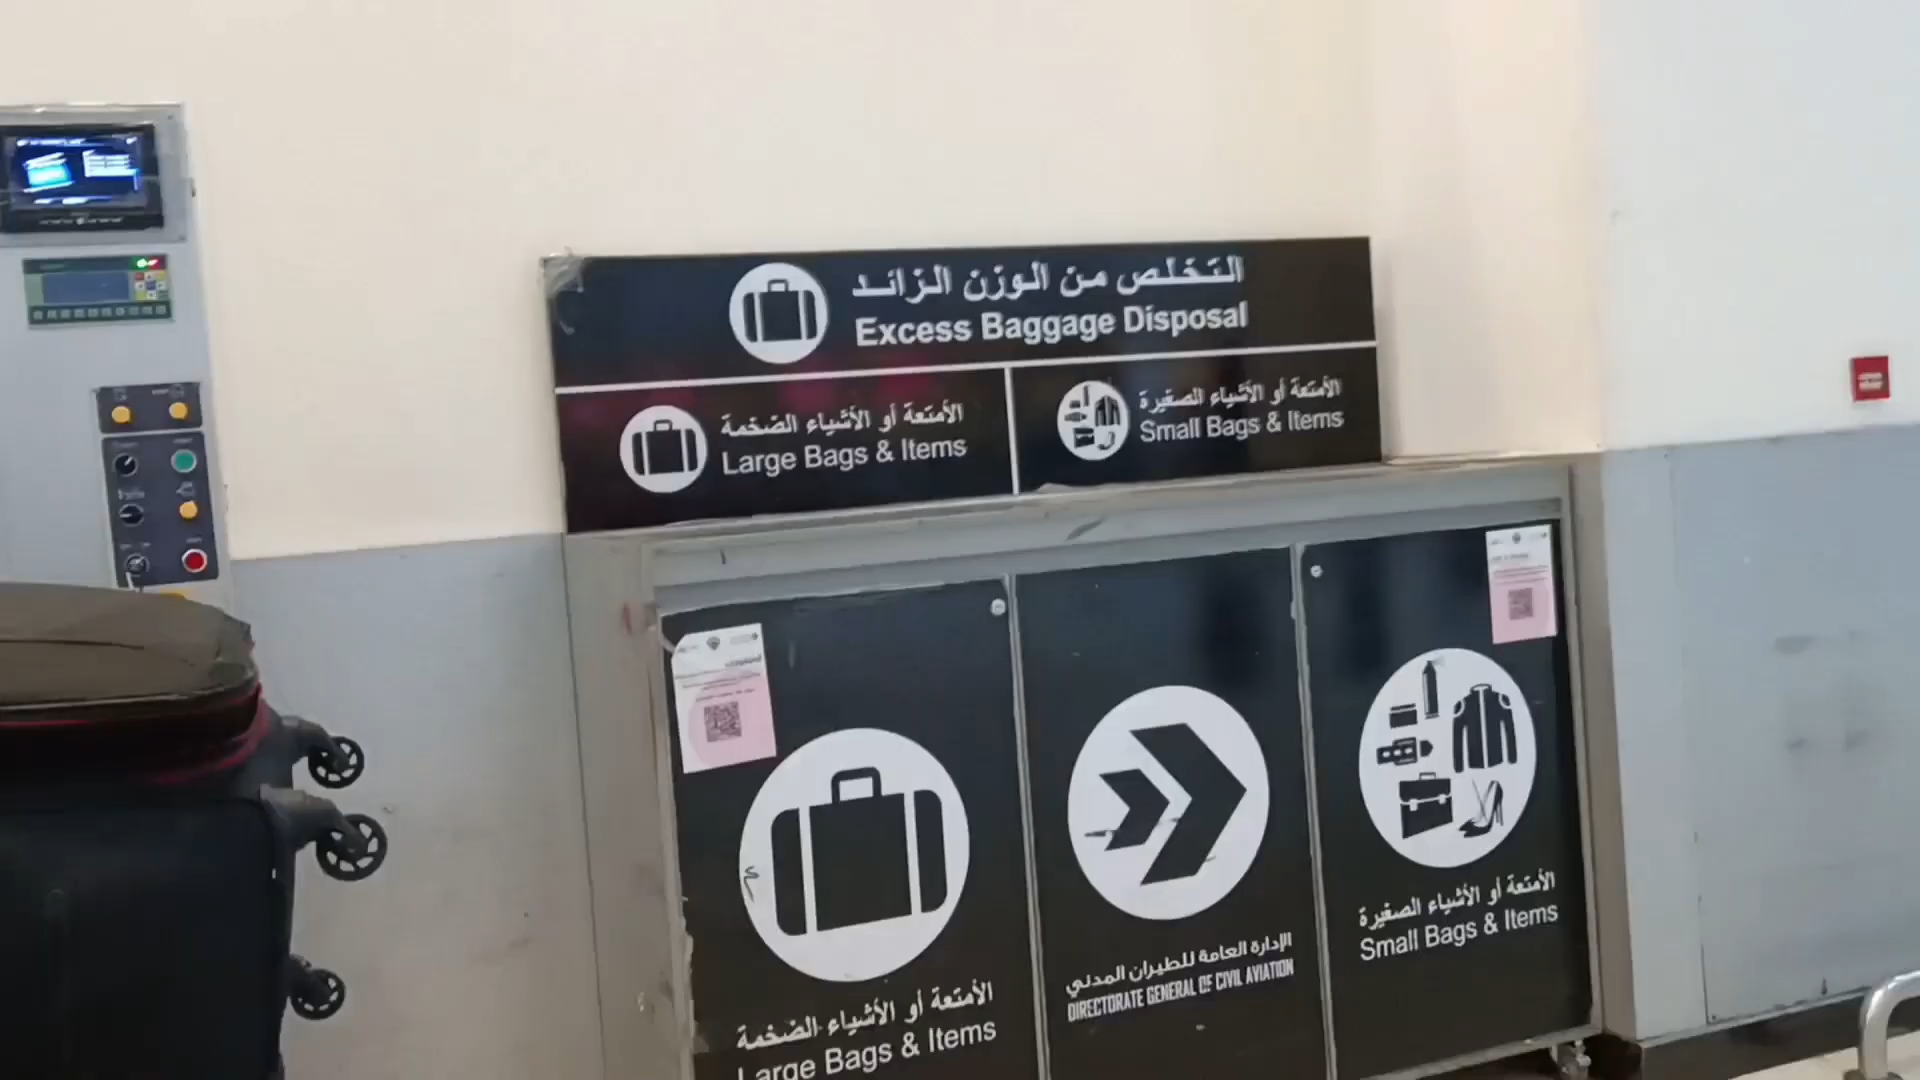 التخلص من الوزن الزائد
Excess Baggage Disposal
الأمتعة أو الأشياء الضخمة
Large Bags & Items
الأمتعة أو الأشياء الصغيرة
Small Bags & Items
الأمتعة أو الأشياء الضخمة
Large Bags & Items
الإدارة العامة للطيران المدني
DIRECTORATE GENERAL OF CIVIL AVIATION
الأمتعة أو الأشياء الصغيرة
Small Bags & Items